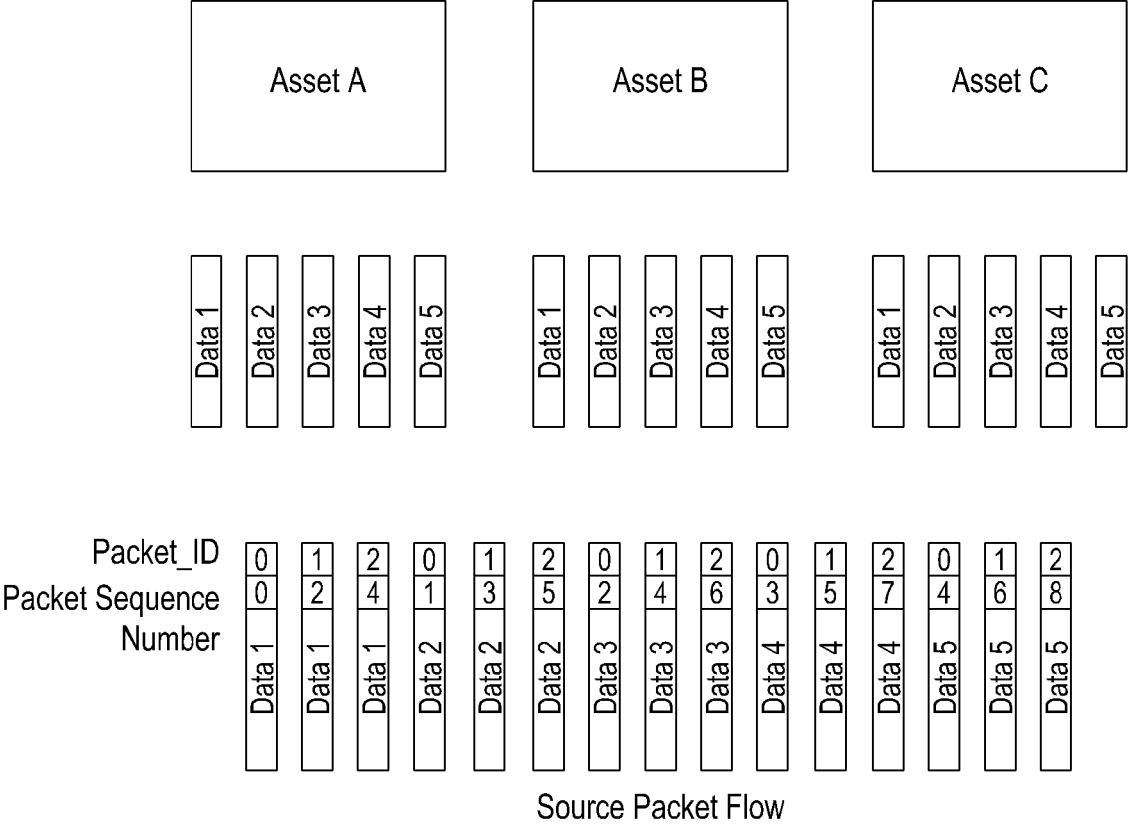 Asset A Asset B Asset C
Data 1 Data 2 Data 3 Data 4 Data 5 Data 1 Data 2 Data 3 Data 4 Data 5 Data 1 Data 2 Data 3 Data 4 Data 5
Packet_ID 0 1 2 0 1 2 0 1 2 0 1 2 0 1 2
Packet Sequence 0 2 4 1 3 5 2 4 6 3 5 7 4 6 8
Number
Data 1 Data 1 Data 1 Data 2 Data 2 Data 2 Data 3 Data 3 Data 3 Data 4 Data 4 Data 4 Data 5 Data 5 Data 5
Source Packet Flow